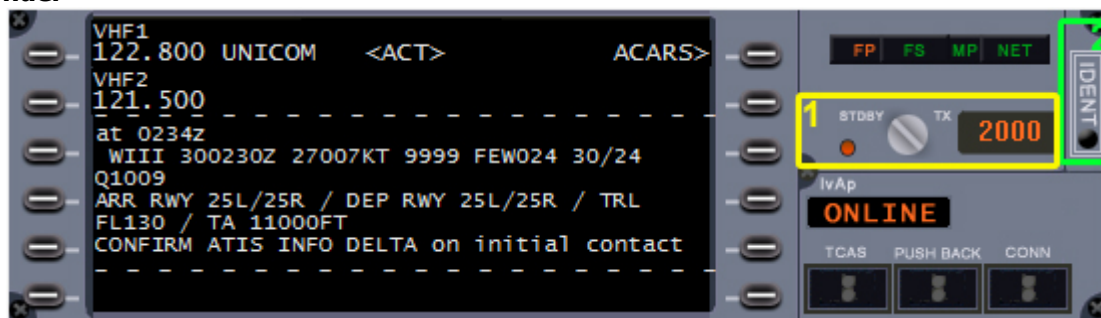 VHF1
122.800 UNICOM <ACT> ACARS>
VHF2
121.500
at 0234z
WIII 300230Z 27007KT 9999 FEW024 30/24
Q1009
ARR RWY 25L/25R / DEP RWY 25L/25R / TRL
FL130 / TA 11000FT
CONFIRM ATIS INFO DELTA on initial contact
FP FS MP NET
1 STDBY TX 2000
IDENT
IvAp
ONLINE
TCAS PUSH BACK CONN